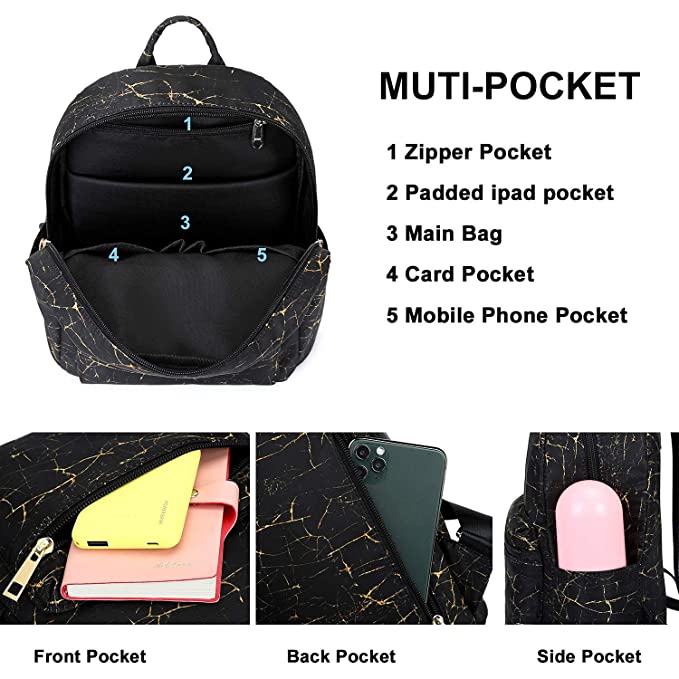 MUTI-POCKET
1
2
3
4
5
1 Zipper Pocket
2 Padded ipad pocket
3 Main Bag
4 Card Pocket
5 Mobile Phone Pocket
Front Pocket
Back Pocket
Side Pocket